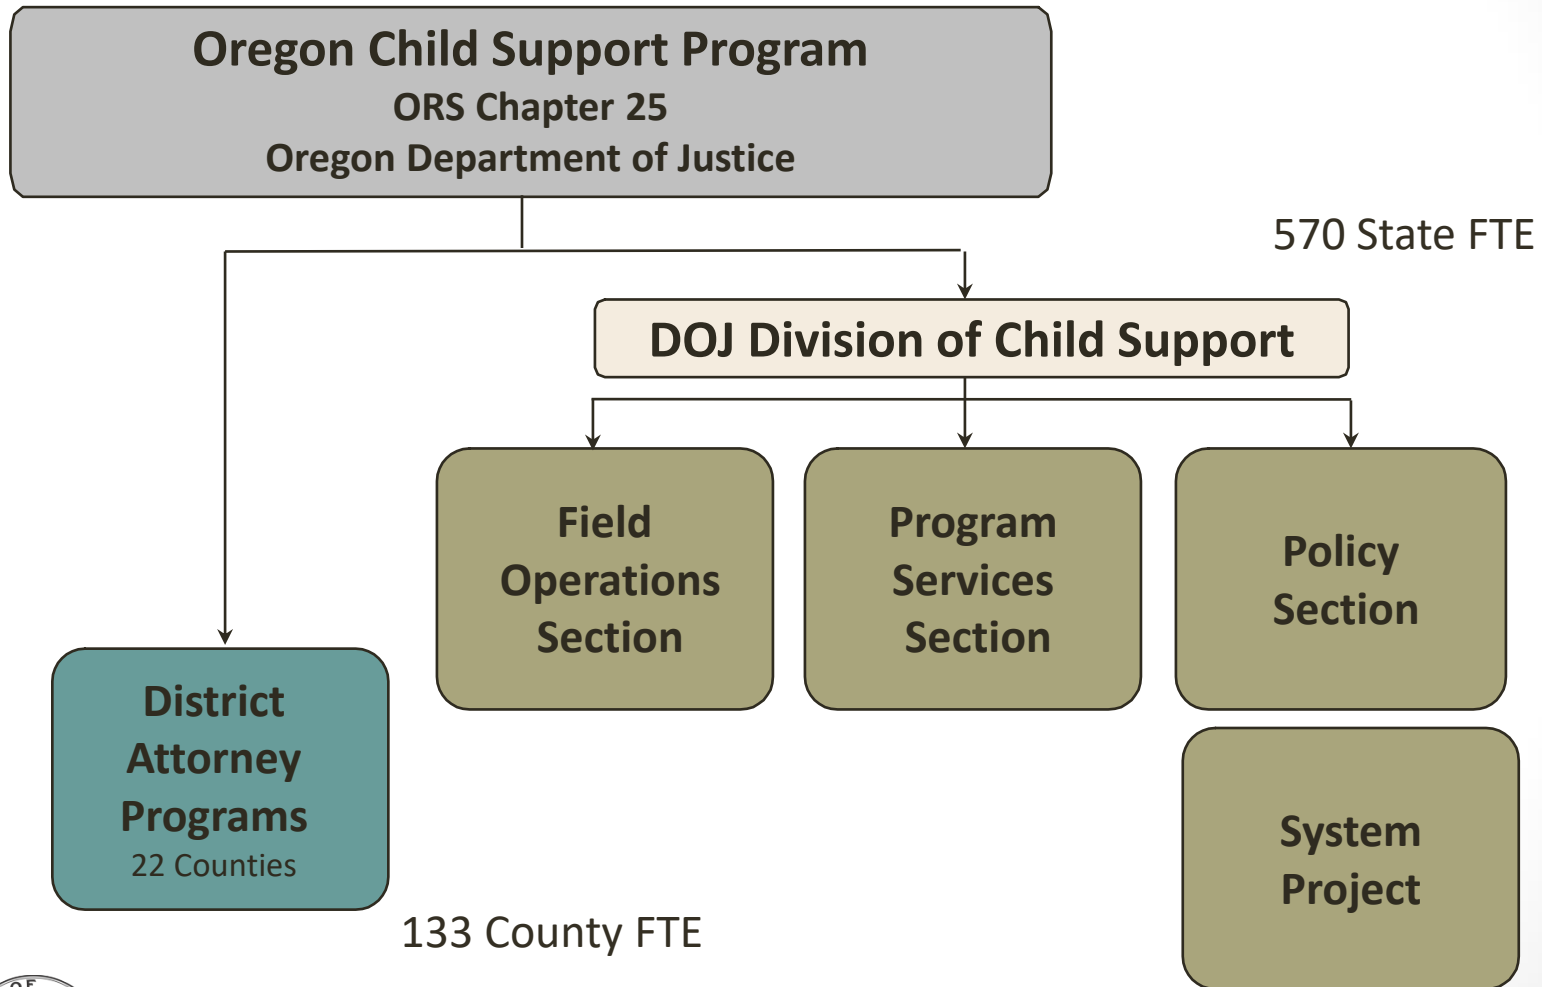 Oregon Child Support Program
ORS Chapter 25
Oregon Department of Justice
570 State FTE
DOJ Division of Child Support
Field
Operations
Section
Program
Services
Section
Policy
Section
District
Attorney
Programs
22 Counties
System
Project
133 County FTE
OF